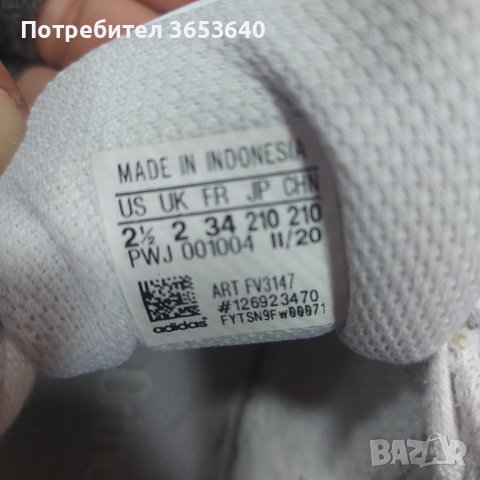 Потребител 3653640
MADE IN INDONESIA
US UK FR JP CHN
2½ 2 34 210 210
PWJ 001004 11/20
ART FV3147
#126923470
adidas FYTSN9Fw00071
BAZAR